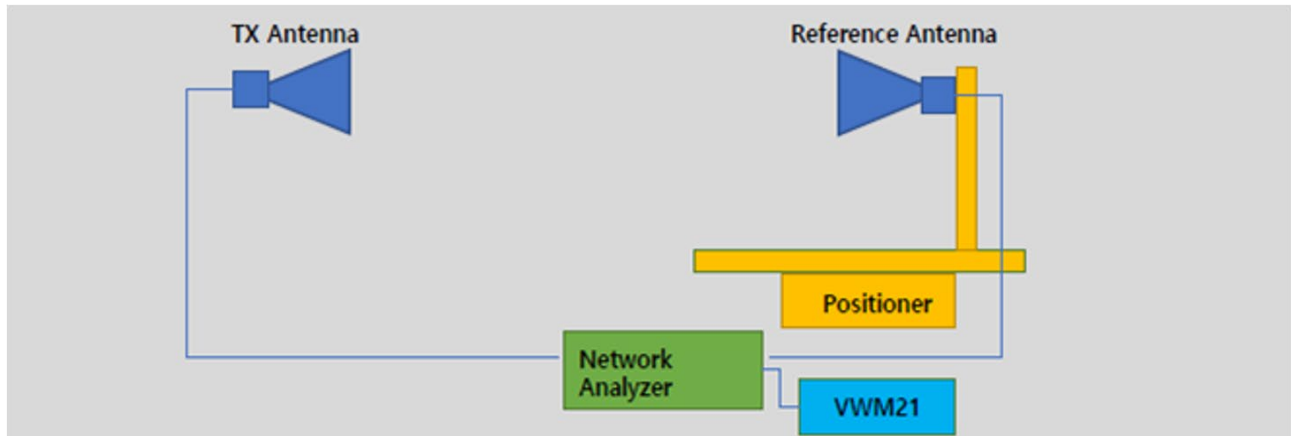 TX Antenna
Reference Antenna
Positioner
Network
Analyzer
VWM21